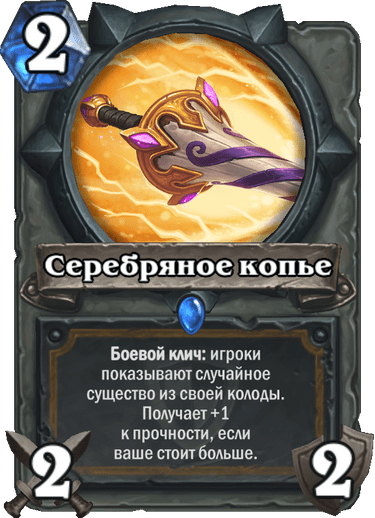 2
Серебряное копье
Боевой клич: игроки
показывают случайное
существо из своей колоды.
Получает +1
к прочности, если
ваше стоит больше.
2
2